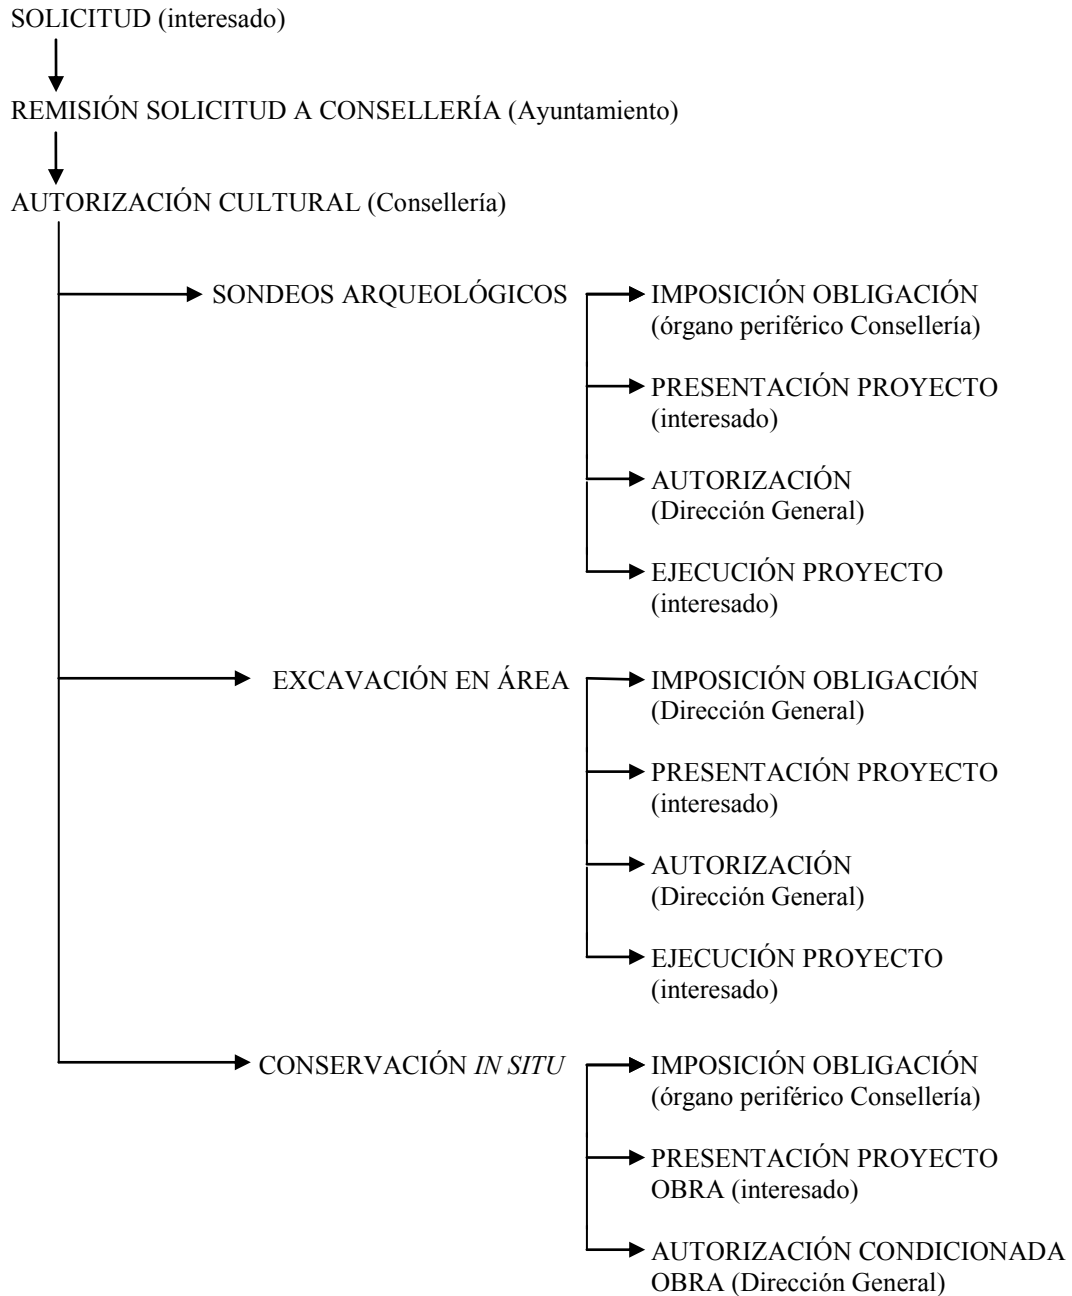 SOLICITUD (interesado)
REMISIÓN SOLICITUD A CONSELLERÍA (Ayuntamiento)
AUTORIZACIÓN CULTURAL (Consellería)
SONDEOS ARQUEOLÓGICOS
IMPOSICIÓN OBLIGACIÓN
(órgano periférico Consellería)
PRESENTACIÓN PROYECTO
(interesado)
AUTORIZACIÓN
(Dirección General)
EJECUCIÓN PROYECTO
(interesado)
EXCAVACIÓN EN ÁREA
IMPOSICIÓN OBLIGACIÓN
(Dirección General)
PRESENTACIÓN PROYECTO
(interesado)
AUTORIZACIÓN
(Dirección General)
EJECUCIÓN PROYECTO
(interesado)
CONSERVACIÓN IN SITU
IMPOSICIÓN OBLIGACIÓN
(órgano periférico Consellería)
PRESENTACIÓN PROYECTO
OBRA (interesado)
AUTORIZACIÓN CONDICIONADA
OBRA (Dirección General)